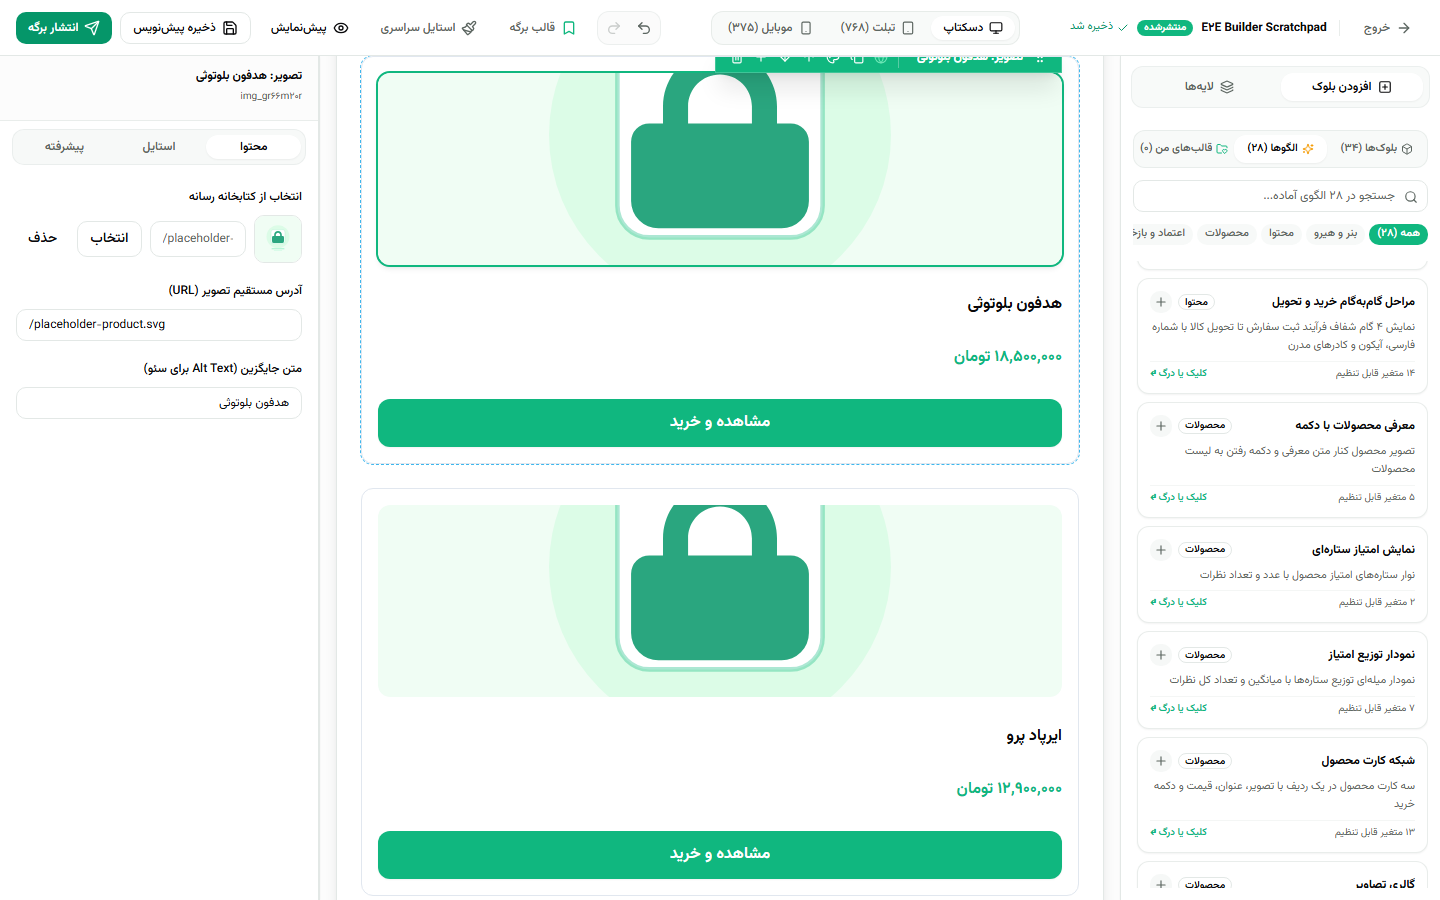 خروج
E2E Builder Scratchpad
منتشرشده
ذخیره شد
دسکتاپ
تبلت (۷۶۸)
موبایل (۳۷۵)
قالب برگه
استایل سراسری
پیش‌نمایش
ذخیره پیش‌نویس
انتشار برگه
افزودن بلوک
لایه‌ها
بلوک‌ها (۳۴)
الگوها (۲۸)
قالب‌های من (۰)
جستجو در ۲۸ الگوی آماده...
همه (۲۸)
بنر و هیرو
محتوا
محصولات
اعتماد و بازخ
مراحل گام‌به‌گام خرید و تحویل
محتوا
نمایش ۴ گام شفاف فرآیند ثبت سفارش تا تحویل کالا با شماره
فارسی، آیکون و کادرهای مدرن
۱۴ متغیر قابل تنظیم
کلیک یا درگ
معرفی محصولات با دکمه
محصولات
تصویر محصول کنار متن معرفی و دکمه رفتن به لیست
محصولات
۵ متغیر قابل تنظیم
کلیک یا درگ
نمایش امتیاز ستاره‌ای
محصولات
نوار ستاره‌های امتیاز محصول با عدد و تعداد نظرات
۲ متغیر قابل تنظیم
کلیک یا درگ
نمودار توزیع امتیاز
محصولات
نمودار میله‌ای توزیع ستاره‌ها با میانگین و تعداد کل نظرات
۷ متغیر قابل تنظیم
کلیک یا درگ
شبکه کارت محصول
محصولات
سه کارت محصول در یک ردیف با تصویر، عنوان، قیمت و دکمه
خرید
۱۳ متغیر قابل تنظیم
کلیک یا درگ
گالری تصاویر
محصولات
تصویر: هدفون بلوتوثی
هدفون بلوتوثی
۱۸,۵۰۰,۰۰۰ تومان
مشاهده و خرید
ایرپاد پرو
۱۲,۹۰۰,۰۰۰ تومان
مشاهده و خرید
تصویر: هدفون بلوتوثی
img_gr66m20r
محتوا
استایل
پیشرفته
انتخاب از کتابخانه رسانه
/placeholder-
انتخاب
حذف
آدرس مستقیم تصویر (URL)
/placeholder-product.svg
متن جایگزین (Alt Text برای سئو)
هدفون بلوتوثی